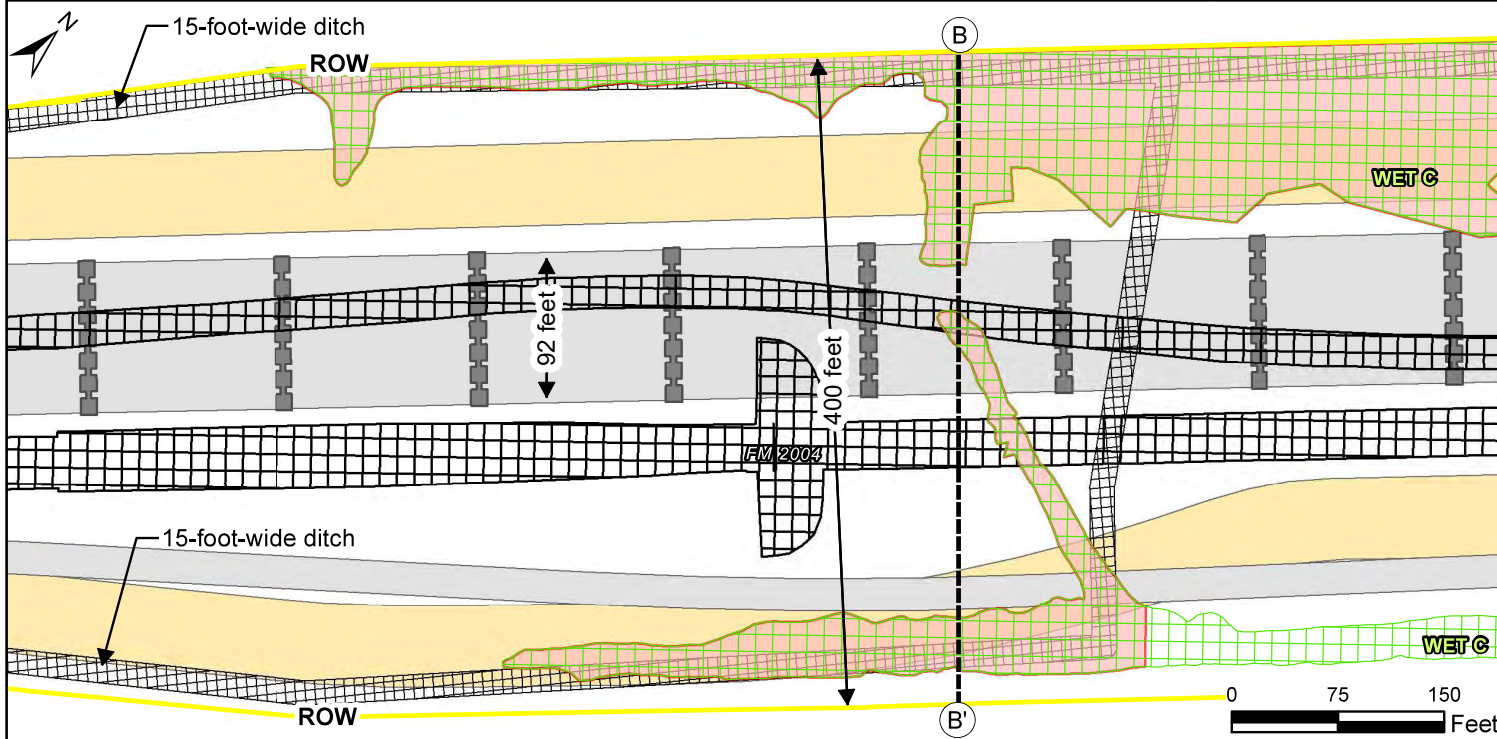 N
15-foot-wide ditch
ROW
B
WET C
92 feet
400 feet
FM 2004
15-foot-wide ditch
WET C
ROW
B'
0 75 150
Feet